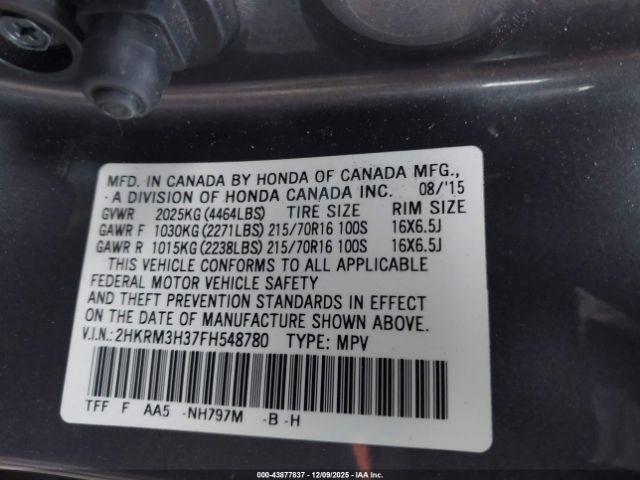 MFD. IN CANADA BY HONDA OF CANADA MFG.,
A DIVISION OF HONDA CANADA INC. 08/'15
GVWR 2025KG (4464LBS) TIRE SIZE RIM SIZE
GAWR F 1030KG (2271LBS) 215/70R16 100S 16X6.5J
GAWR R 1015KG (2238LBS) 215/70R16 100S 16X6.5J
THIS VEHICLE CONFORMS TO ALL APPLICABLE
FEDERAL MOTOR VEHICLE SAFETY
AND THEFT PREVENTION STANDARDS IN EFFECT
ON THE DATE OF MANUFACTURE SHOWN ABOVE.
V.I.N.: 2HKRM3H37FH548780 TYPE: MPV
TFF F AA5 -NH797M -B -H
000-43877837 - 12/09/2025 - IAA Inc.